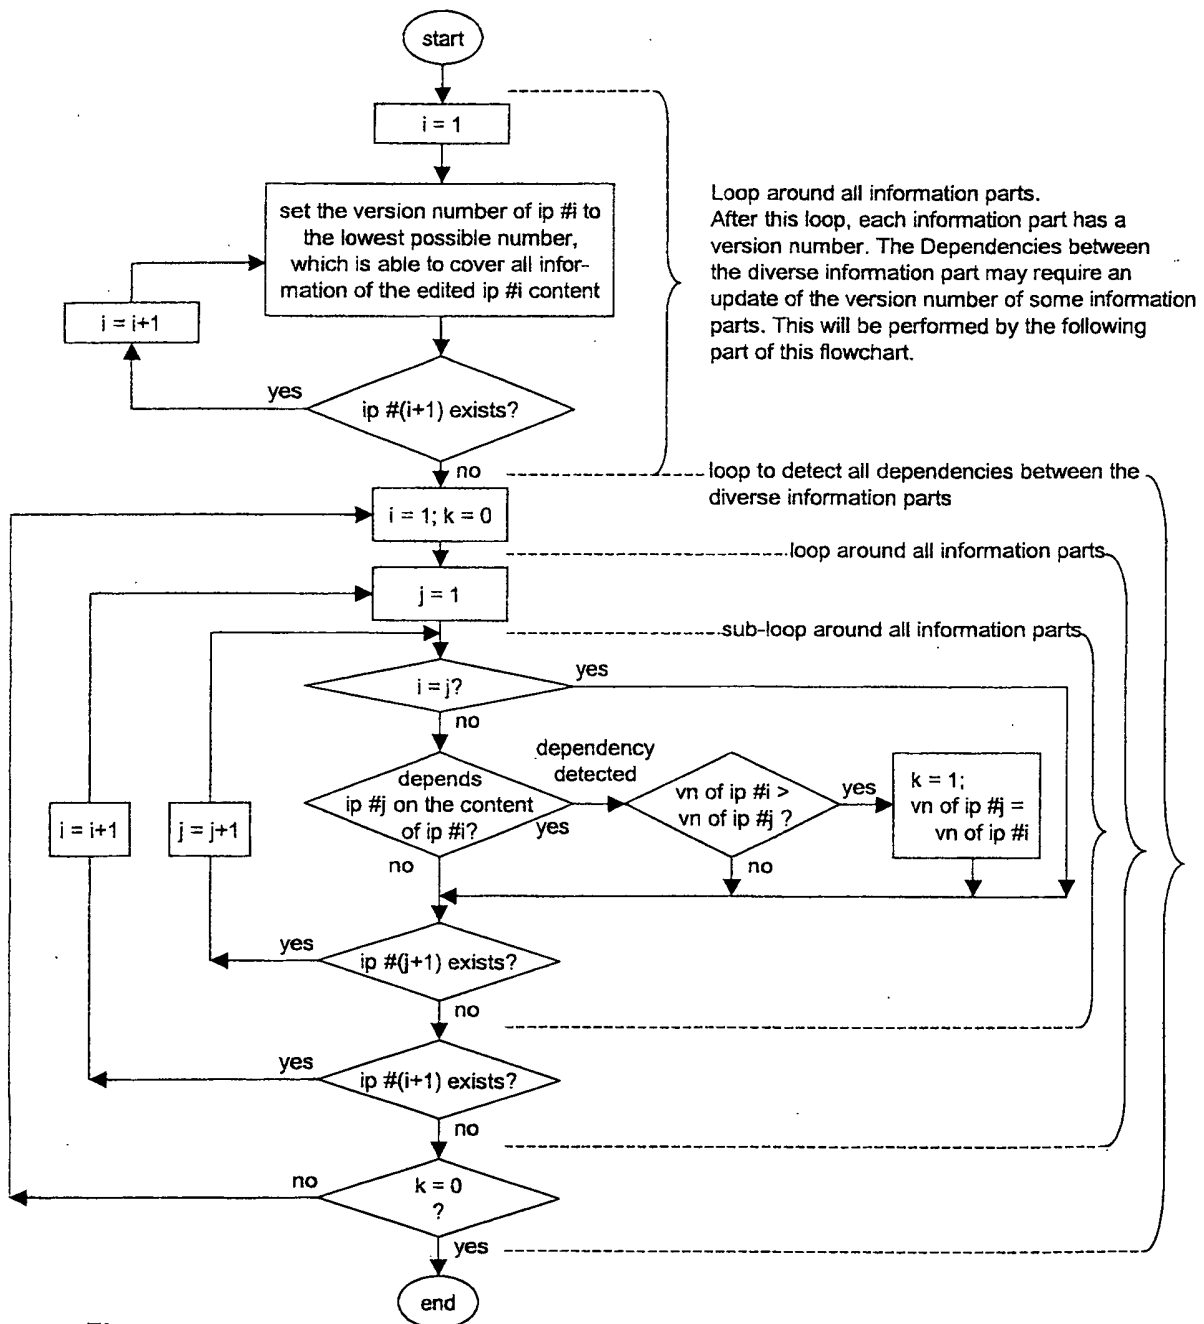 start
i = 1
set the version number of ip #i to
the lowest possible number,
which is able to cover all infor-
mation of the edited ip #i content
i = i+1
yes
ip #(i+1) exists?
no
Loop around all information parts.
After this loop, each information part has a
version number. The Dependencies between
the diverse information part may require an
update of the version number of some information
parts. This will be performed by the following
part of this flowchart.
loop to detect all dependencies between the
diverse information parts
i = 1; k = 0
loop around all information parts
j = 1
sub-loop around all information parts
i = j?
yes
no
depends
ip #j on the content
of ip #i?
dependency
detected
yes
no
vn of ip #i >
vn of ip #j ?
yes
no
k = 1;
vn of ip #j =
vn of ip #i
i = i+1
j = j+1
yes
ip #(j+1) exists?
no
yes
ip #(i+1) exists?
no
no
k = 0
?
yes
end